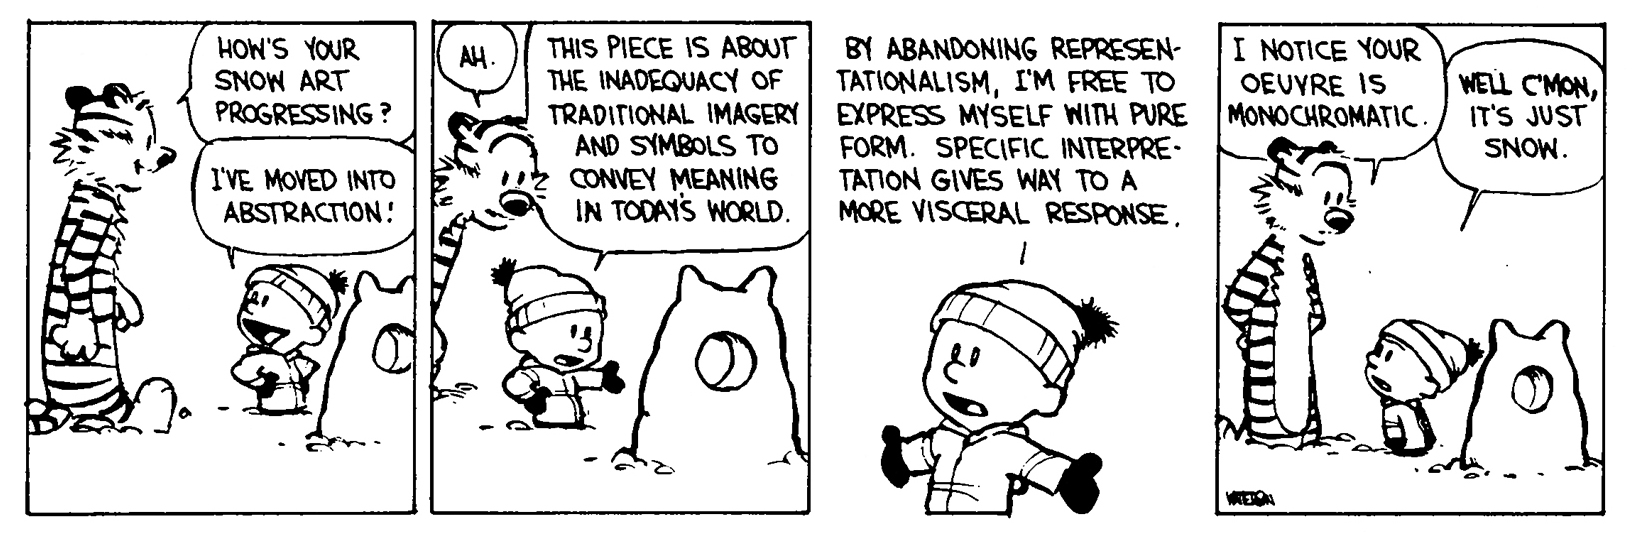 HOW'S YOUR
SNOW ART
PROGRESSING?
I'VE MOVED INTO
ABSTRACTION!
AH.
THIS PIECE IS ABOUT
THE INADEQUACY OF
TRADITIONAL IMAGERY
AND SYMBOLS TO
CONVEY MEANING
IN TODAY'S WORLD.
BY ABANDONING REPRESEN-
TATIONALISM, I'M FREE TO
EXPRESS MYSELF WITH PURE
FORM. SPECIFIC INTERPRE-
TATION GIVES WAY TO A
MORE VISCERAL RESPONSE.
I NOTICE YOUR
OEUVRE IS
MONOCHROMATIC.
WELL C'MON,
IT'S JUST
SNOW.
WATTERSON